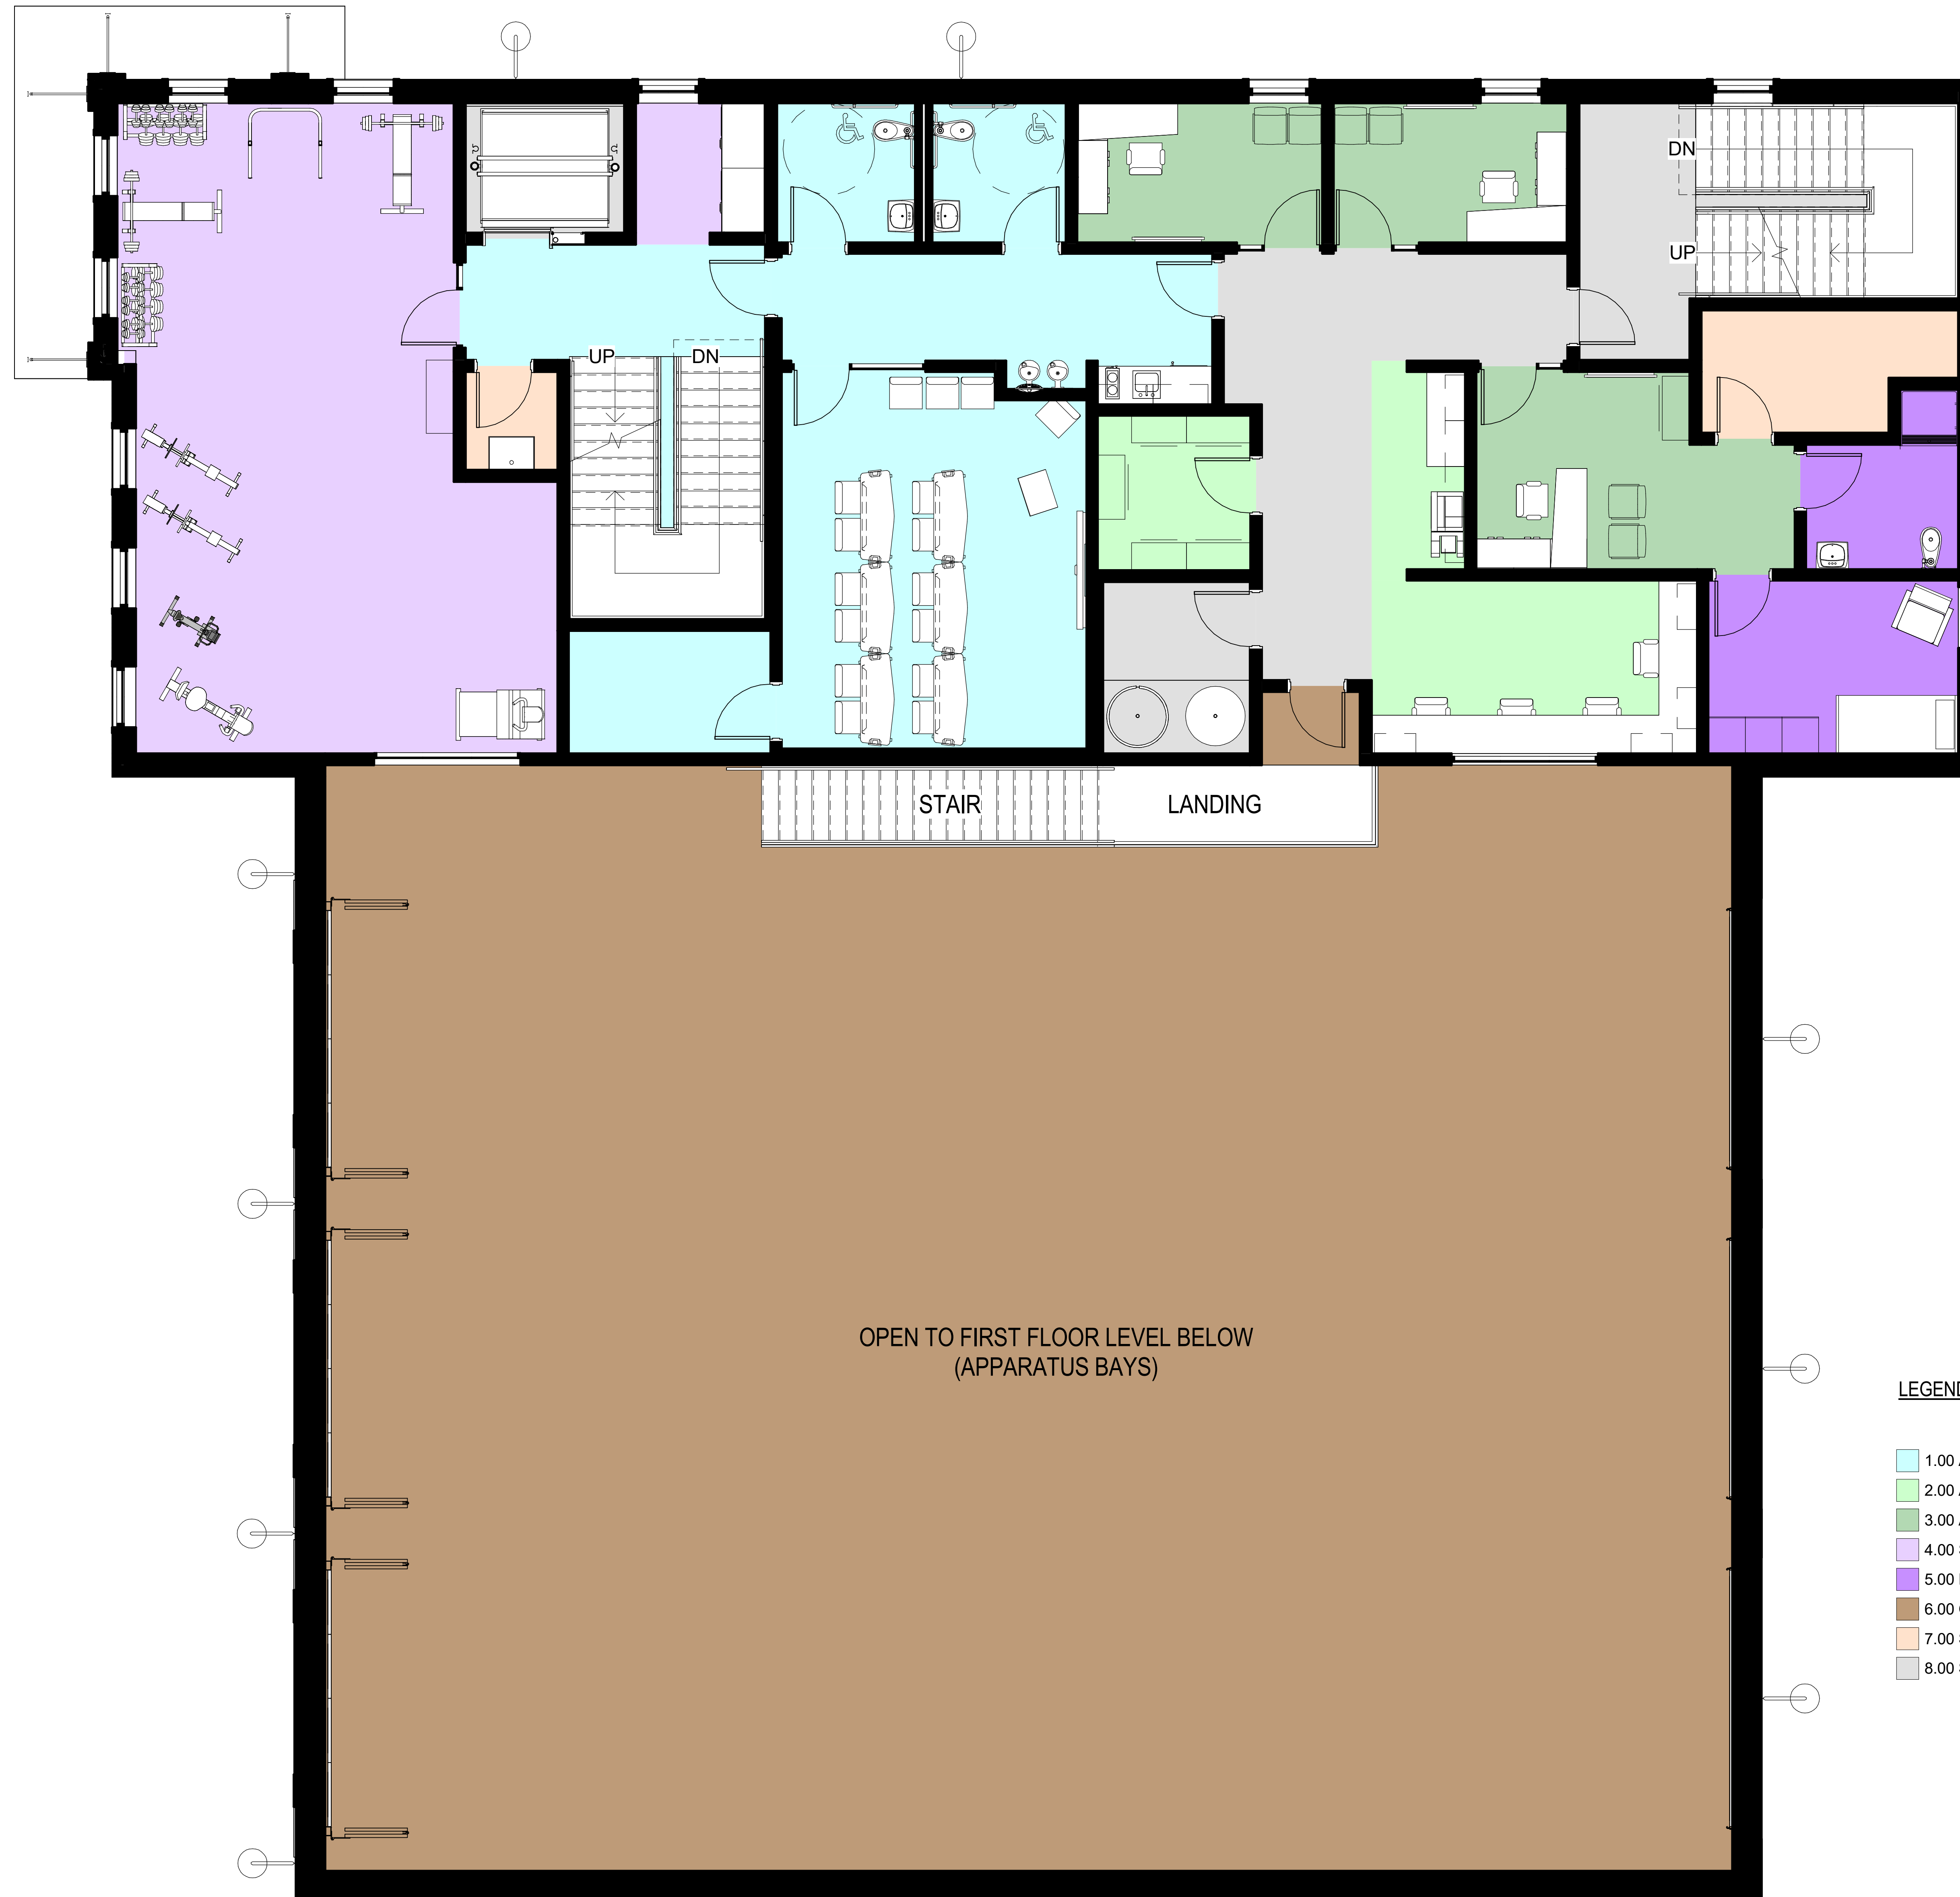 DN
UP
UP
DN
STAIR
LANDING
OPEN TO FIRST FLOOR LEVEL BELOW
(APPARATUS BAYS)
LEGEND
1.00
2.00
3.00
4.00
5.00
6.00
7.00
8.00